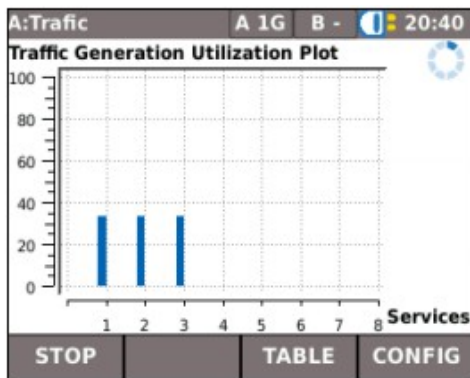 A:Trafic A 1G B - 20:40
Traffic Generation Utilization Plot
100
80
60
40
20
0
1 2 3 4 5 6 7 8 Services
STOP TABLE CONFIG